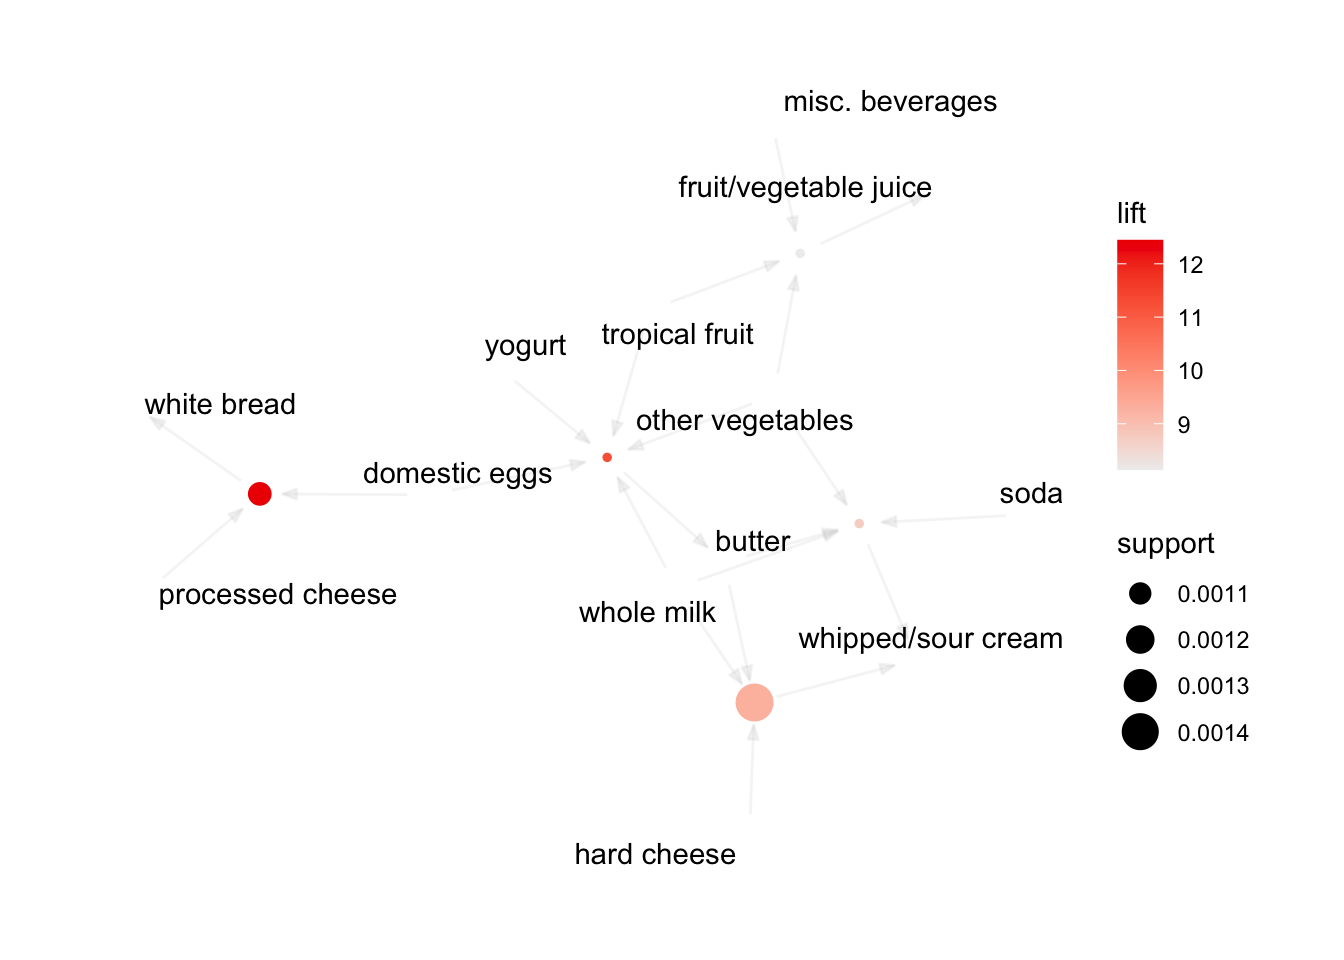 misc. beverages
fruit/vegetable juice
lift
12
11
tropical fruit
yogurt
10
white bread
other vegetables
9
domestic eggs
soda
butter
support
processed cheese
0.0011
whole milk
whipped/sour cream
0.0012
0.0013
0.0014
hard cheese